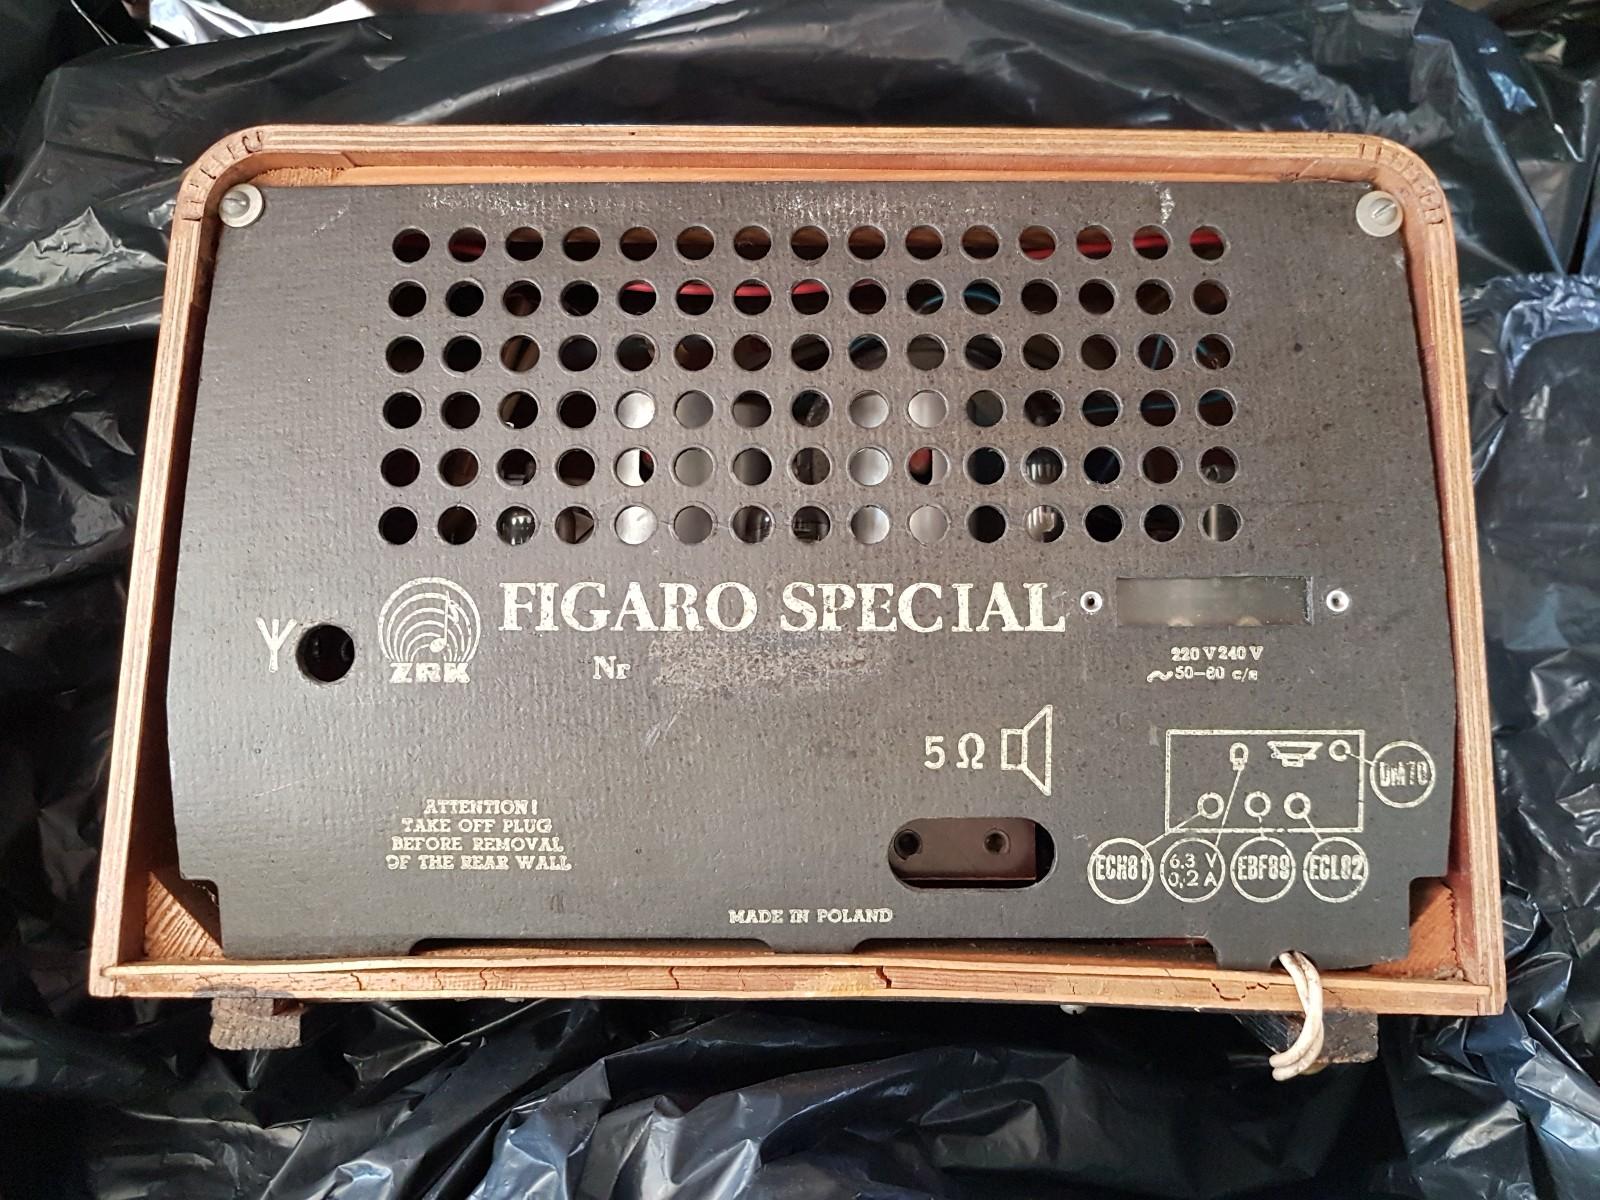 FIGARO SPECIAL
ZRK
Nr
220 V 240 V
~ 50-60 c/s
5 Ω
DM70
ATTENTION!
TAKE OFF PLUG
BEFORE REMOVAL
OF THE REAR WALL
ECH81
6.3 V
0,2 A
EBF89
ECL82
MADE IN POLAND